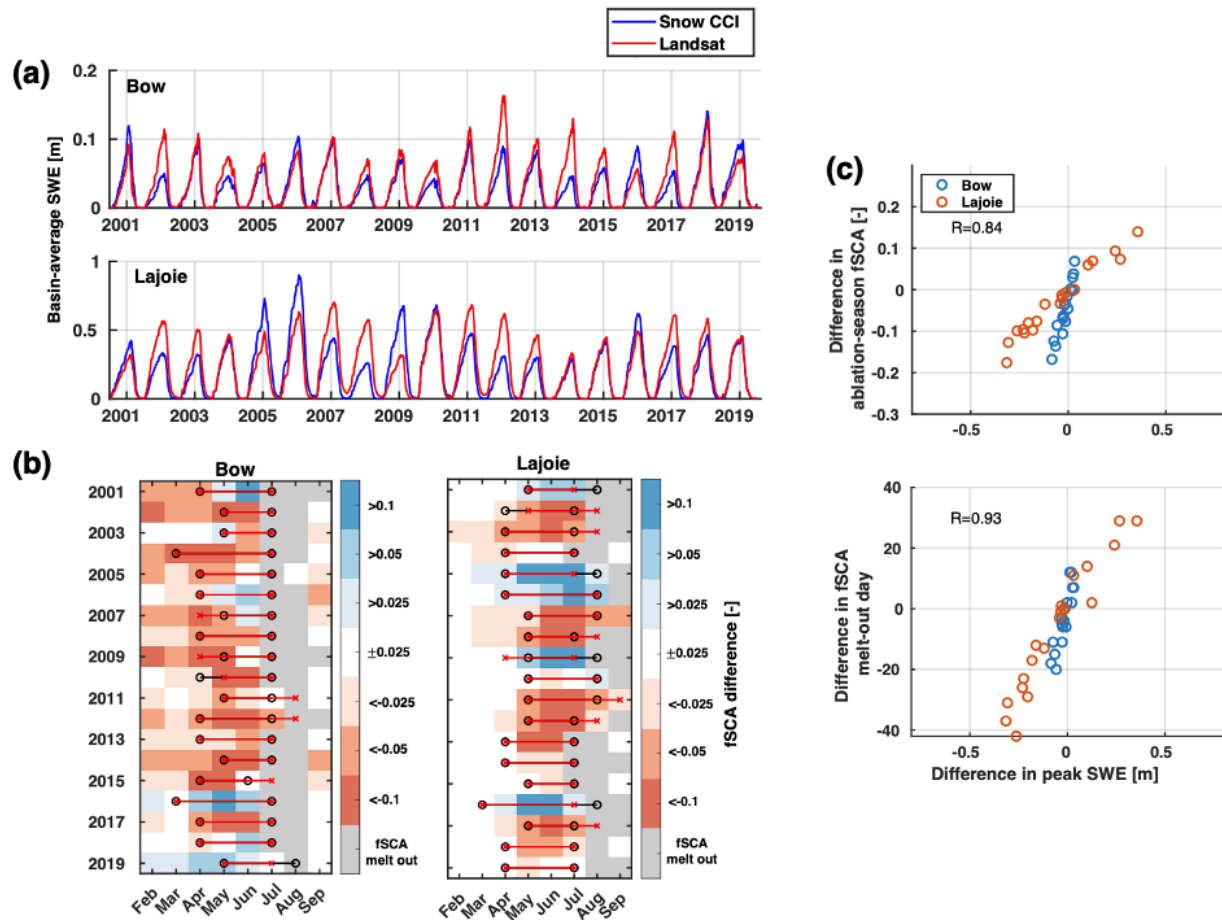 Snow CCI
Landsat
(a)
Basin-average SWE [m]
Bow
0.2
0.1
0
2001 2003 2005 2007 2009 2011 2013 2015 2017 2019
Lajoie
1
0.5
0
2001 2003 2005 2007 2009 2011 2013 2015 2017 2019
(b)
Bow
2001
2003
2005
2007
2009
2011
2013
2015
2017
2019
Feb Mar Apr May Jun Jul Aug Sep
>0.1
>0.05
>0.025
±0.025
<-0.025
<-0.05
<-0.1
fSCA
melt out
Lajoie
Feb Mar Apr May Jun Jul Aug Sep
>0.1
>0.05
>0.025
±0.025
<-0.025
<-0.05
<-0.1
fSCA
melt out
fSCA difference [-]
(c)
Bow
Lajoie
R=0.84
Difference in
ablation-season fSCA [-]
0.2
0.1
0
-0.1
-0.2
-0.3
-0.5 0 0.5
R=0.93
Difference in fSCA
melt-out day
40
20
0
-20
-40
-0.5 0 0.5
Difference in peak SWE [m]